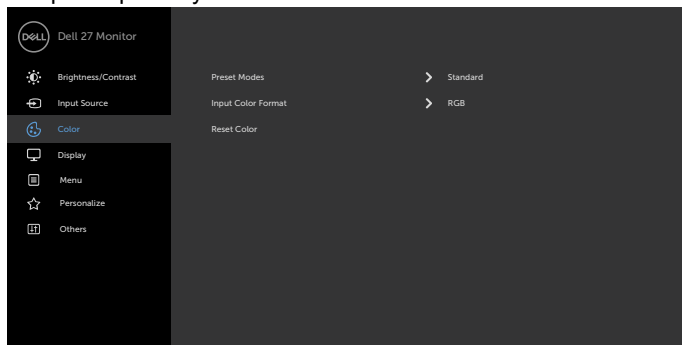 DELL
Dell 27 Monitor
Brightness/Contrast
Preset Modes Standard
Input Source
Input Color Format RGB
Color
Reset Color
Display
Menu
Personalize
Others